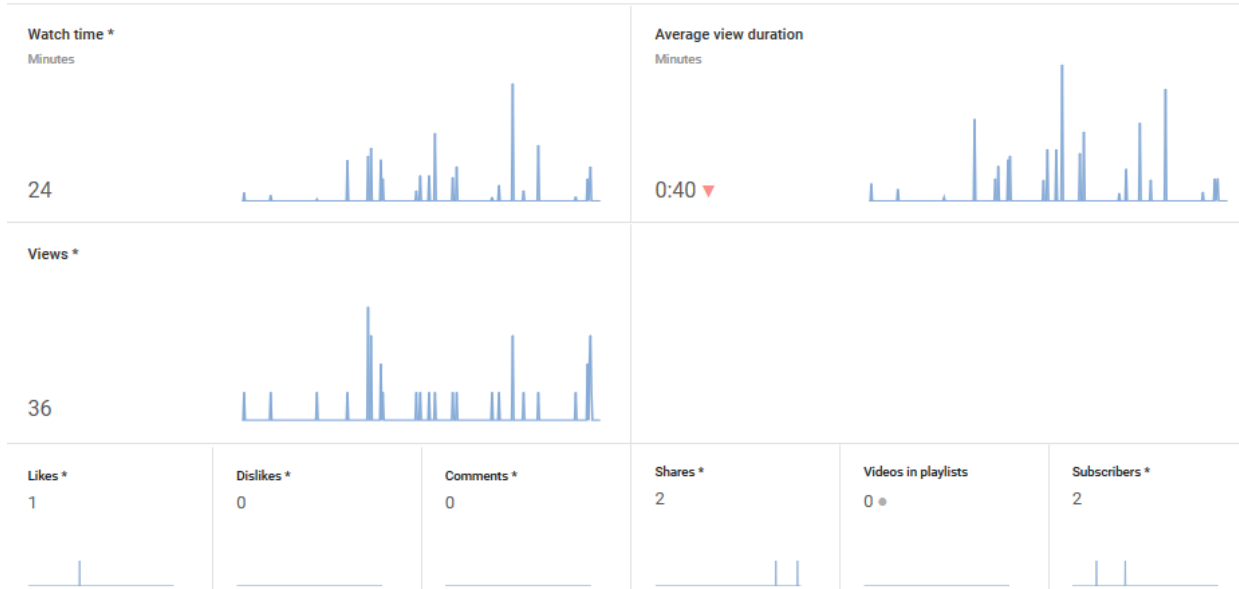 Watch time *
Minutes
24
Average view duration
Minutes
0:40
Views *
36
Likes *
1
Dislikes *
0
Comments *
0
Shares *
2
Videos in playlists
0
Subscribers *
2